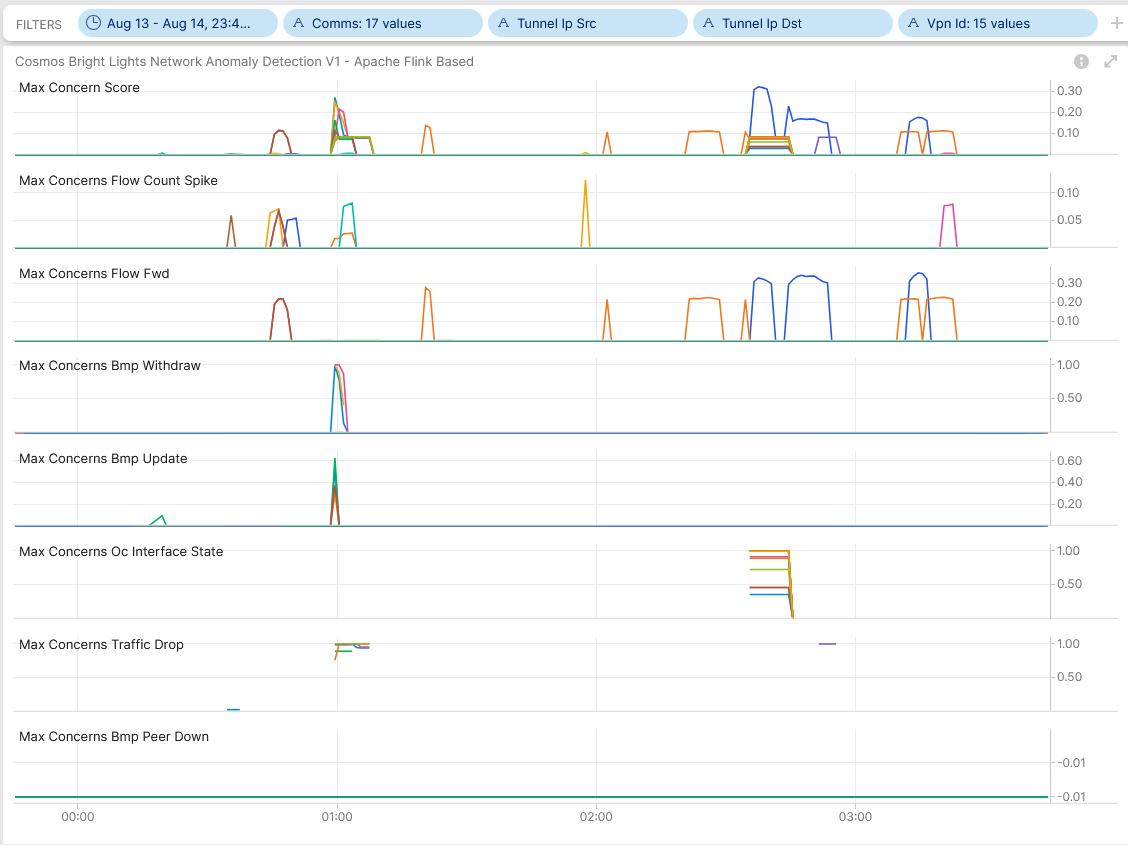 FILTERS Aug 13 - Aug 14, 23:4... A Comms: 17 values A Tunnel Ip Src A Tunnel Ip Dst A Vpn Id: 15 values
Cosmos Bright Lights Network Anomaly Detection V1 - Apache Flink Based
Max Concern Score
0.30
0.20
0.10
Max Concerns Flow Count Spike
0.10
0.05
Max Concerns Flow Fwd
0.30
0.20
0.10
Max Concerns Bmp Withdraw
1.00
0.50
Max Concerns Bmp Update
0.60
0.40
0.20
Max Concerns Oc Interface State
1.00
0.50
Max Concerns Traffic Drop
1.00
0.50
Max Concerns Bmp Peer Down
-0.01
-0.01
00:00 01:00 02:00 03:00